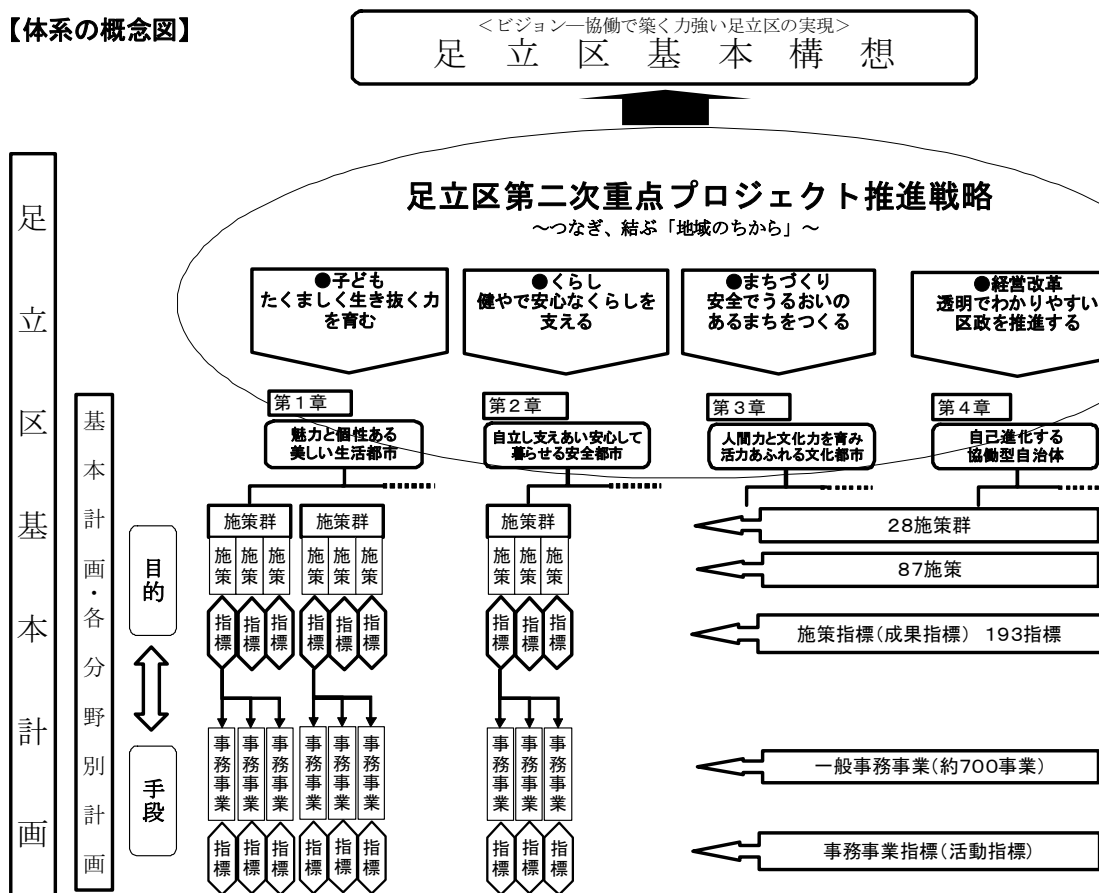 【体系の概念図】
＜ビジョン―協働で築く力強い足立区の実現＞
足立区基本構想
足立区基本計画
足立区第二次重点プロジェクト推進戦略
～つなぎ、結ぶ「地域のちから」～
●子ども
たくましく生き抜く力
を育む
●くらし
健やで安心なくらしを
支える
●まちづくり
安全でうるおいの
あるまちをつくる
●経営改革
透明でわかりやすい
区政を推進する
基本計画・各分野別計画
第１章
魅力と個性ある
美しい生活都市
第２章
自立し支えあい安心して
暮らせる安全都市
第３章
人間力と文化力を育み
活力あふれる文化都市
第４章
自己進化する
協働型自治体
目的
手段
施策群
施策群
施策群
28施策群
施策
施策
施策
施策
施策
施策
施策
施策
施策
87施策
指標
指標
指標
指標
指標
指標
指標
指標
指標
施策指標(成果指標)　193指標
事務事業
事務事業
事務事業
事務事業
事務事業
事務事業
事務事業
事務事業
事務事業
一般事務事業(約700事業)
指標
指標
指標
指標
指標
指標
指標
指標
指標
事務事業指標(活動指標)